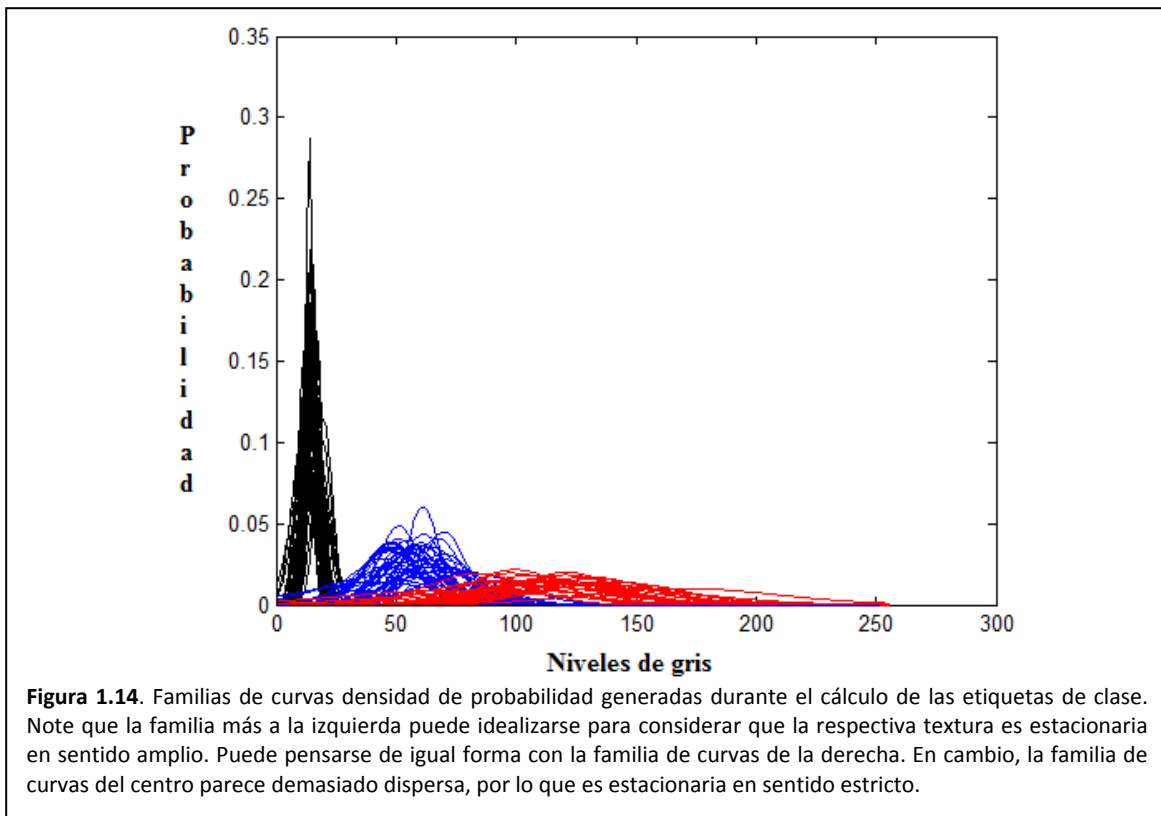 0.35
0.3
0.25
0.2
0.15
0.1
0.05
0
Probabilidad
0 50 100 150 200 250 300
Niveles de gris
Figura 1.14. Familias de curvas densidad de probabilidad generadas durante el cálculo de las etiquetas de clase.
Note que la familia más a la izquierda puede idealizarse para considerar que la respectiva textura es estacionaria
en sentido amplio. Puede pensarse de igual forma con la familia de curvas de la derecha. En cambio, la familia de
curvas del centro parece demasiado dispersa, por lo que es estacionaria en sentido estricto.